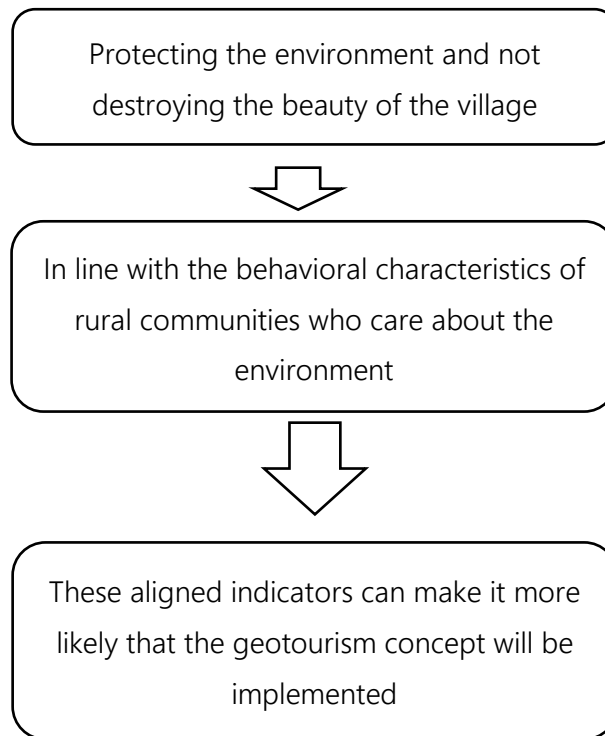 Protecting the environment and not
destroying the beauty of the village
In line with the behavioral characteristics of
rural communities who care about the
environment
These aligned indicators can make it more
likely that the geotourism concept will be
implemented